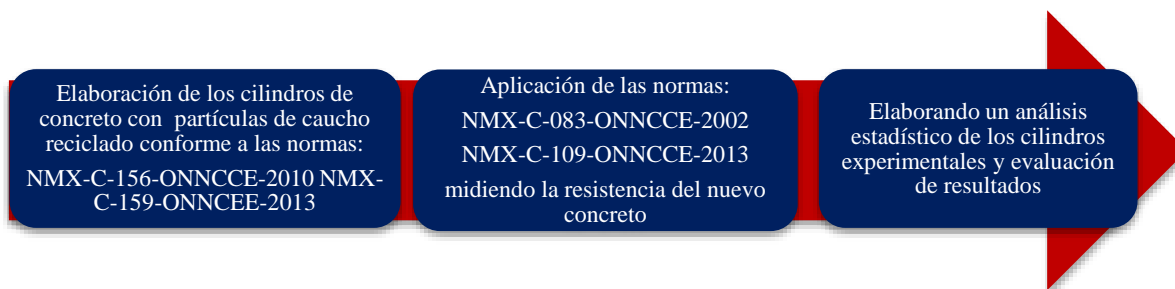 Elaboración de los cilindros de
concreto con partículas de caucho
reciclado conforme a las normas:
NMX-C-156-ONNCCE-2010 NMX-
C-159-ONNCEE-2013
Aplicación de las normas:
NMX-C-083-ONNCCE-2002
NMX-C-109-ONNCCE-2013
midiendo la resistencia del nuevo
concreto
Elaborando un análisis
estadístico de los cilindros
experimentales y evaluación
de resultados